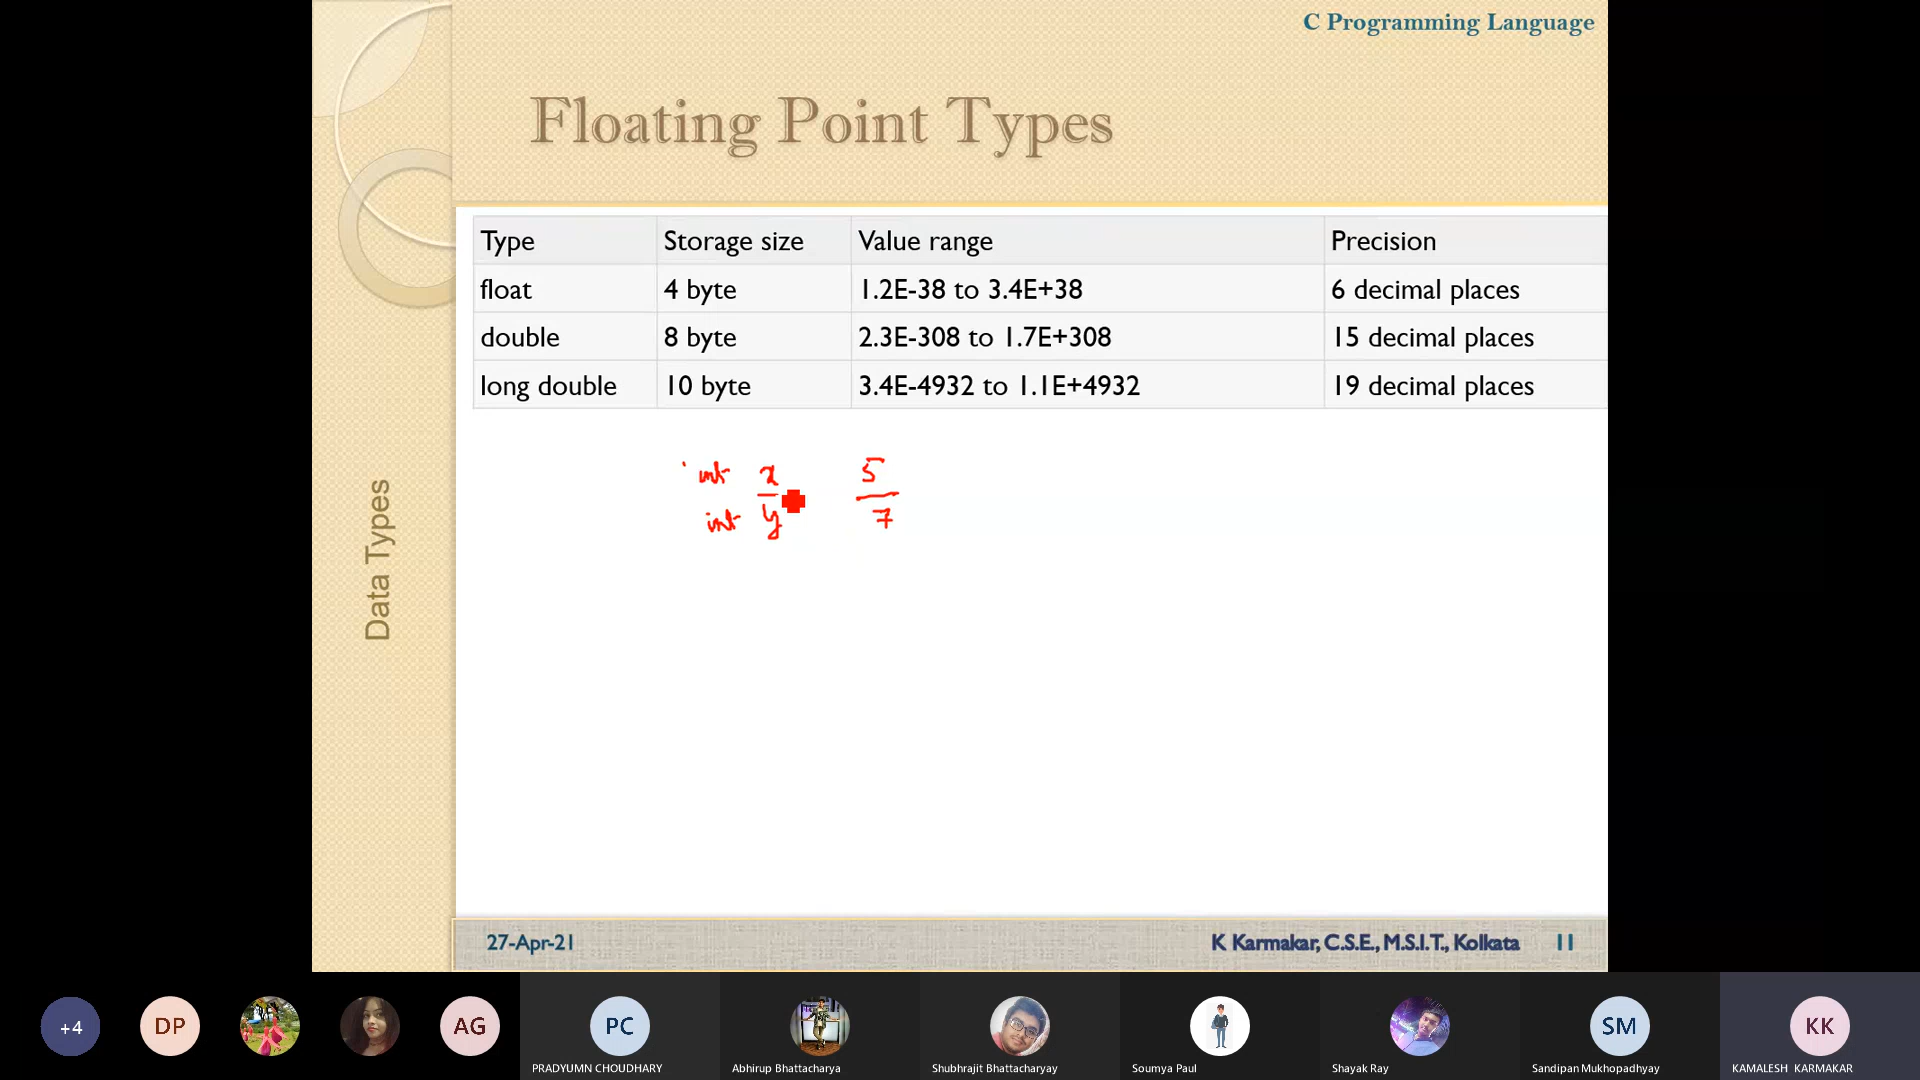 C Programming Language
Floating Point Types
Type Storage size Value range Precision
float 4 byte 1.2E-38 to 3.4E+38 6 decimal places
double 8 byte 2.3E-308 to 1.7E+308 15 decimal places
long double 10 byte 3.4E-4932 to 1.1E+4932 19 decimal places
int x 5
int y 7
Data Types
27-Apr-21 K Karmakar, C.S.E., M.S.I.T., Kolkata 11
+4 DP AG PC SM KK
PRADYUMN CHOUDHARY Abhirup Bhattacharya Shubhrajit Bhattacharyay Soumya Paul Shayak Ray Sandipan Mukhopadhyay KAMALESH KARMAKAR